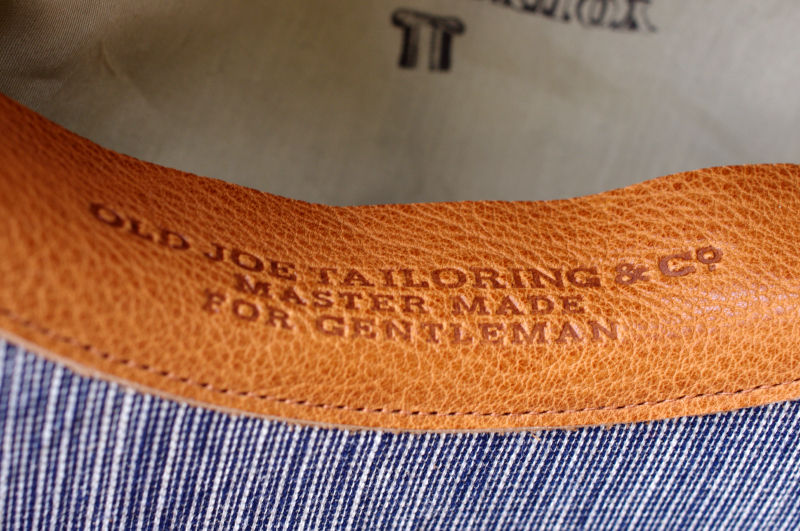 OLD JOE TAILORING & Cº
MASTER MADE
FOR GENTLEMAN